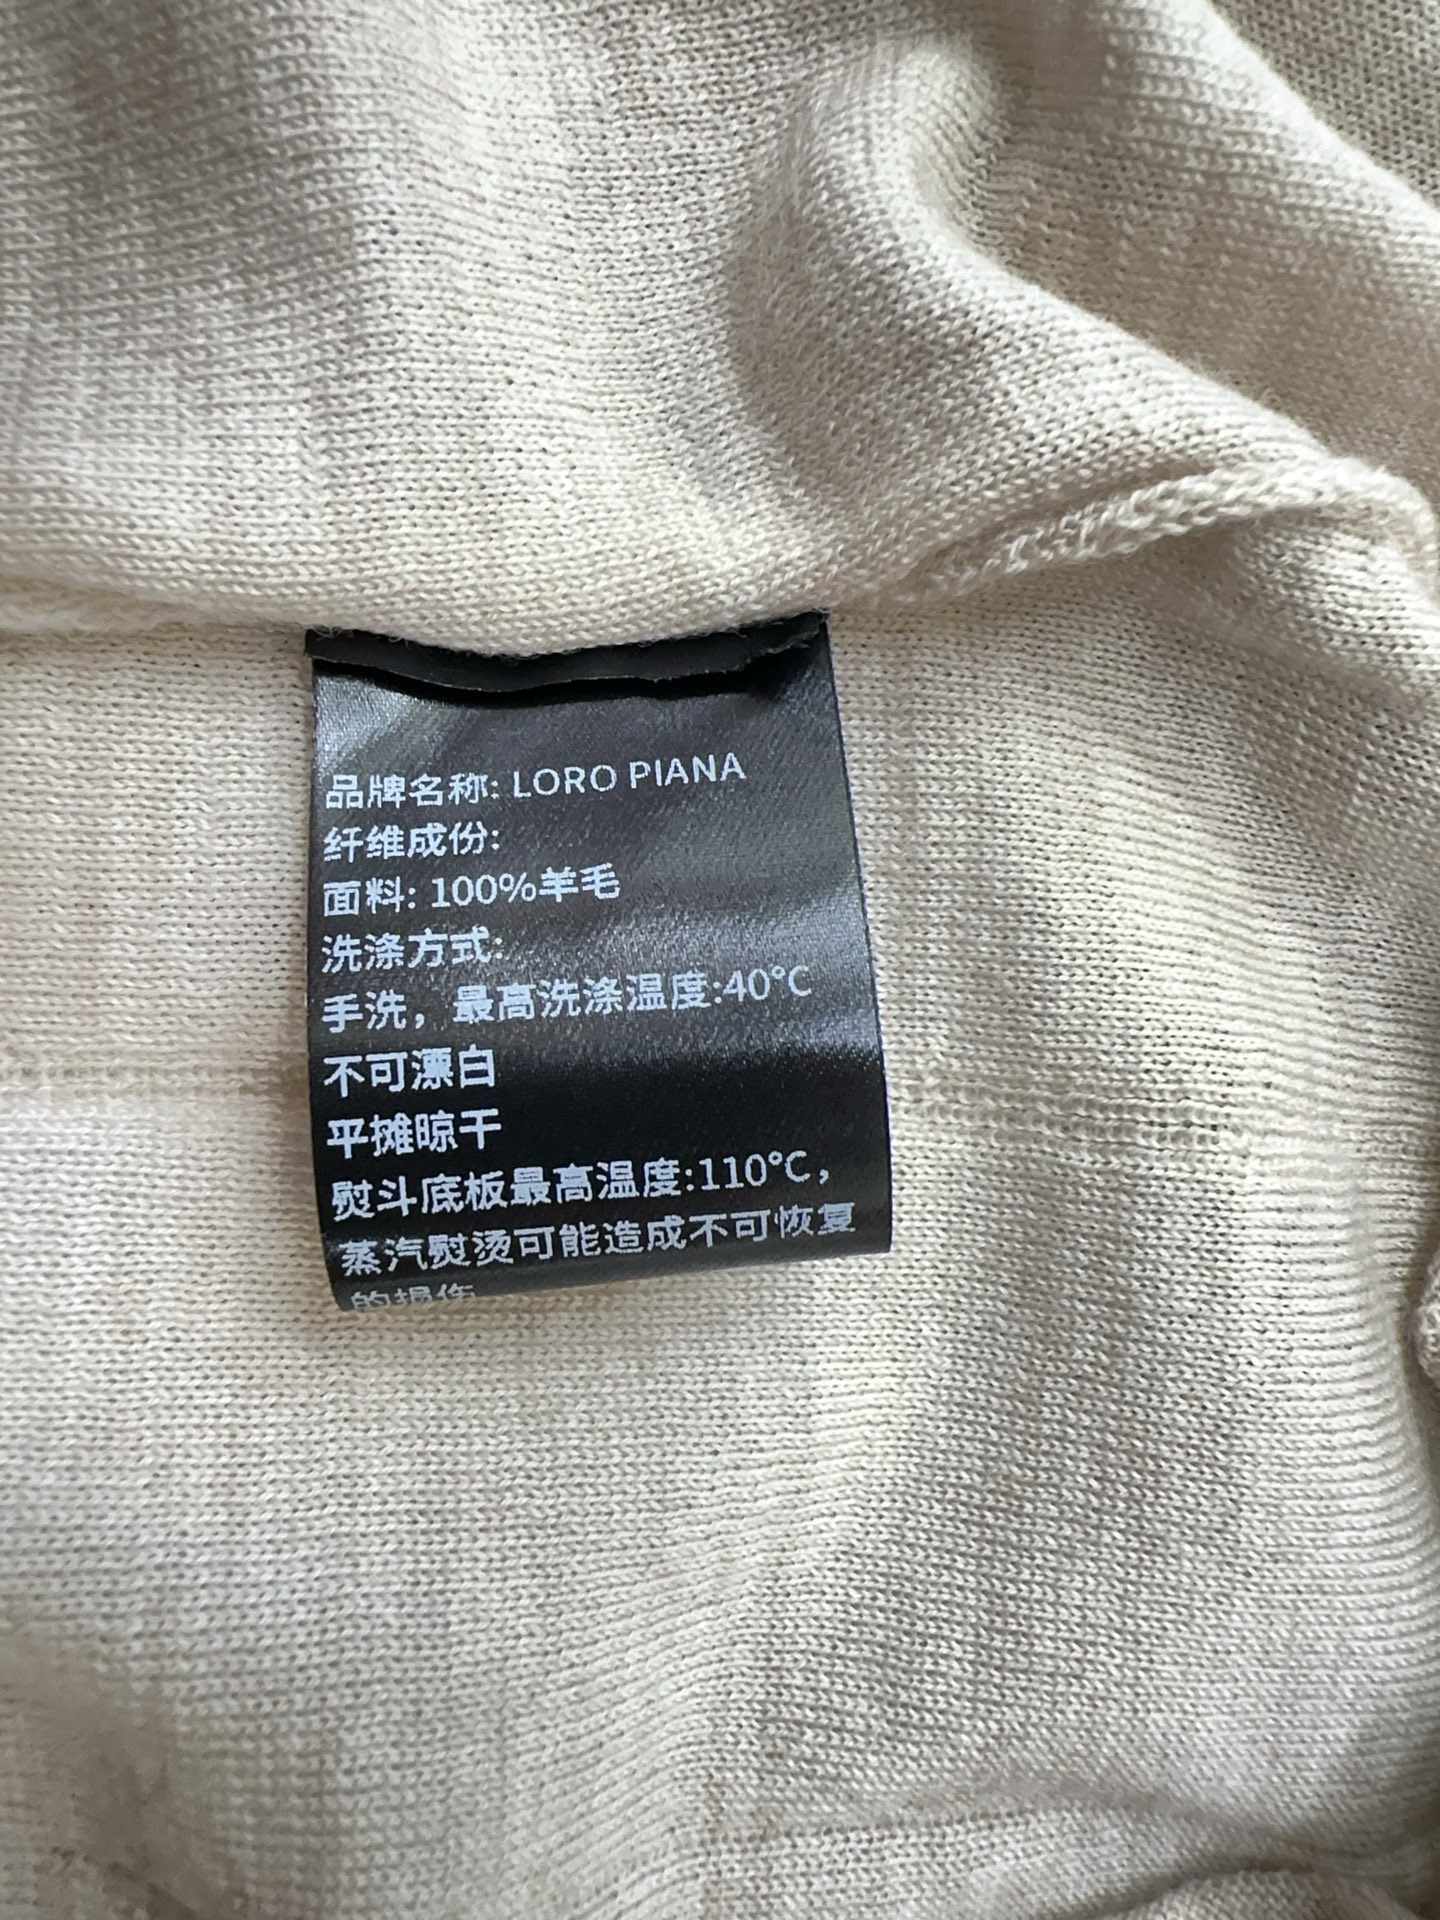 品牌名称: LORO PIANA
纤维成份:
面料: 100%羊毛
洗涤方式:
手洗，最高洗涤温度:40°C
不可漂白
平摊晾干
熨斗底板最高温度:110°C，
蒸汽熨烫可能造成不可恢复
的损伤